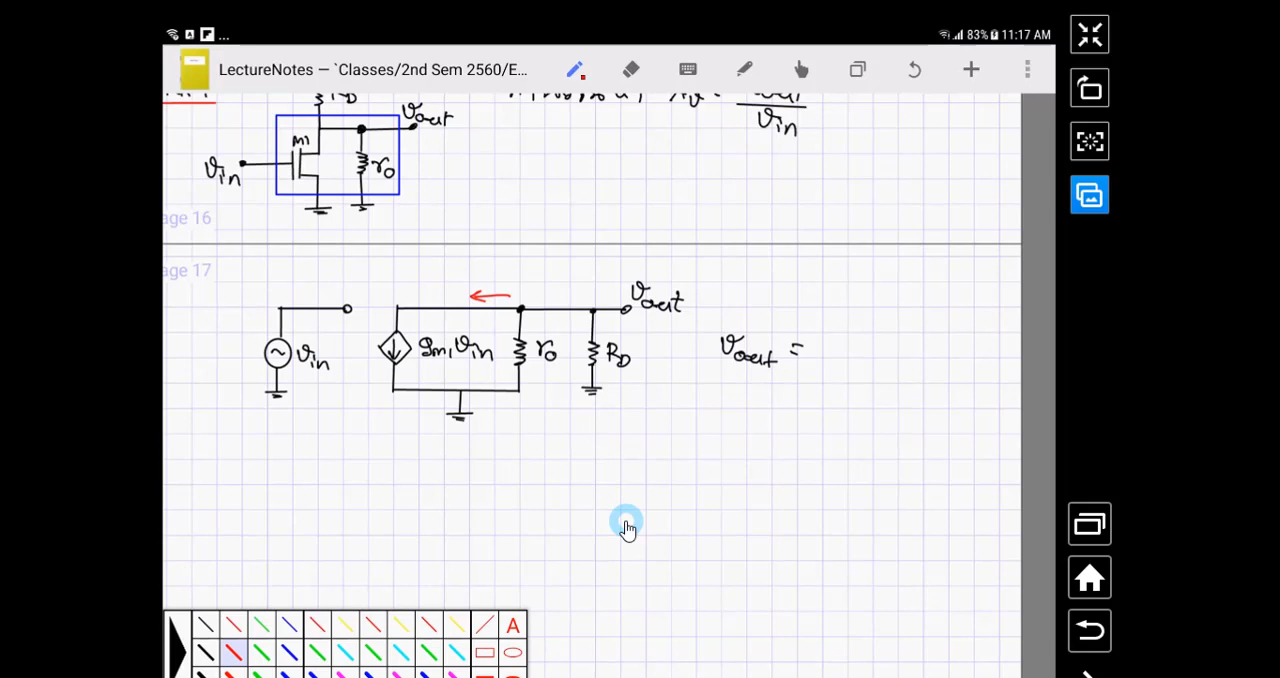 ... 83% 11:17 AM
LectureNotes — `Classes/2nd Sem 2560/E...
RD
vout
M1
vin
ro
vin
age 16
age 17
vout
vin
gm1vin
ro
RD
vout =
A